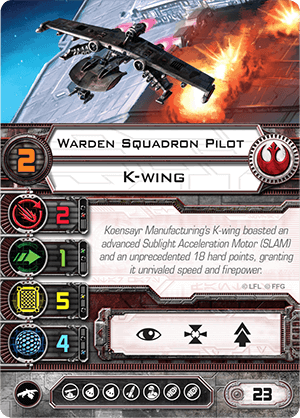 Warden Squadron Pilot
2
K-wing
2
Koensayr Manufacturing's K-wing boasted an
advanced Sublight Acceleration Motor (SLAM)
and an unprecedented 18 hard points, granting
it unrivaled speed and firepower.
1
©LFL ©FFG
5
4
23